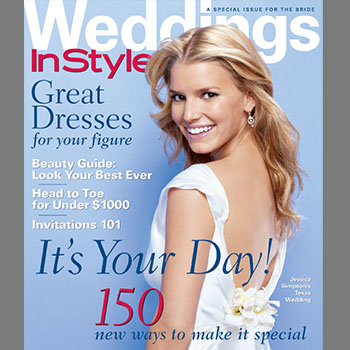 A SPECIAL ISSUE FOR THE BRIDE
Weddings
InStyle
Great
Dresses
for your figure
Beauty Guide:
Look Your Best Ever
Head to Toe
for Under $1000
Invitations 101
It's Your Day!
Jessica
Simpson's
Texas
Wedding
150
new ways to make it special